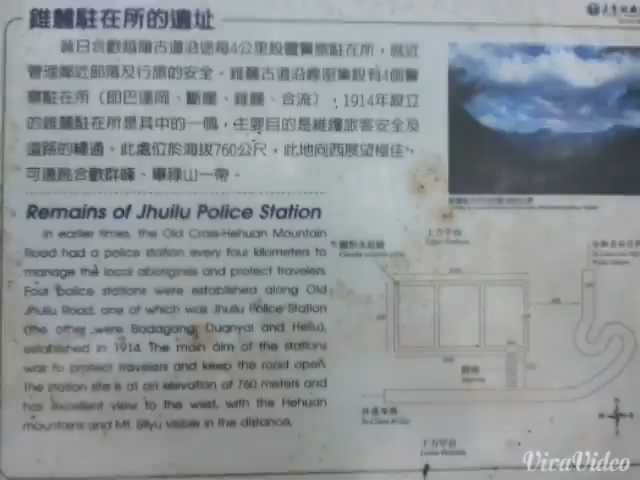 錐麓駐在所的遺址
昔日合歡越嶺古道沿途每4公里設置警察駐在所，就近
管理鄰近部落及行旅的安全。錐麓古道沿線密集設有4個警
察駐在所（即巴達岡、斷崖、錐麓、合流），1914年設立
的錐麓駐在所是其中的一個，主要目的是維護旅客安全及
道路的暢通。此處位於海拔760公尺，此地向西展望極佳，
可遠眺合歡群峰、畢祿山一帶。
Remains of Jhuilu Police Station
In earlier times, the Old Cross-Hehuan Mountain
Road had a police station every four kilometers to
manage the local aborigines and protect travelers.
Four police stations were established along Old
Jhuilu Road, one of which was Jhuilu Police Station
(the other were Badagang, Duanyai and Heliu),
established in 1914. The main aim of the stations
was to protect travelers and keep the road open.
The station site is at an elevation of 760 meters and
has excellent view to the west, with the Hehuan
mountains and Mt. Bilyu visible in the distance.
上方平台
下方平台
VivaVideo